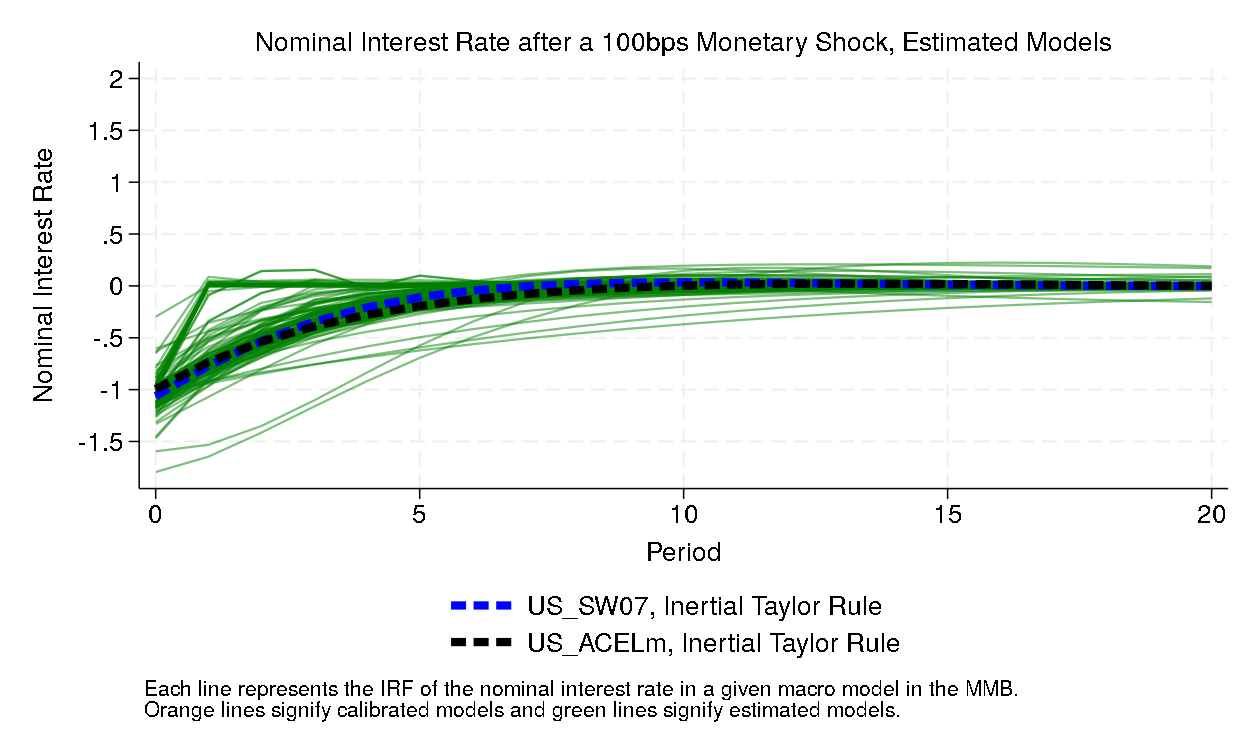 Nominal Interest Rate after a 100bps Monetary Shock, Estimated Models
Nominal Interest Rate
2
1.5
1
.5
0
-.5
-1
-1.5
0 5 10 15 20
Period
US_SW07, Inertial Taylor Rule
US_ACELm, Inertial Taylor Rule
Each line represents the IRF of the nominal interest rate in a given macro model in the MMB.
Orange lines signify calibrated models and green lines signify estimated models.